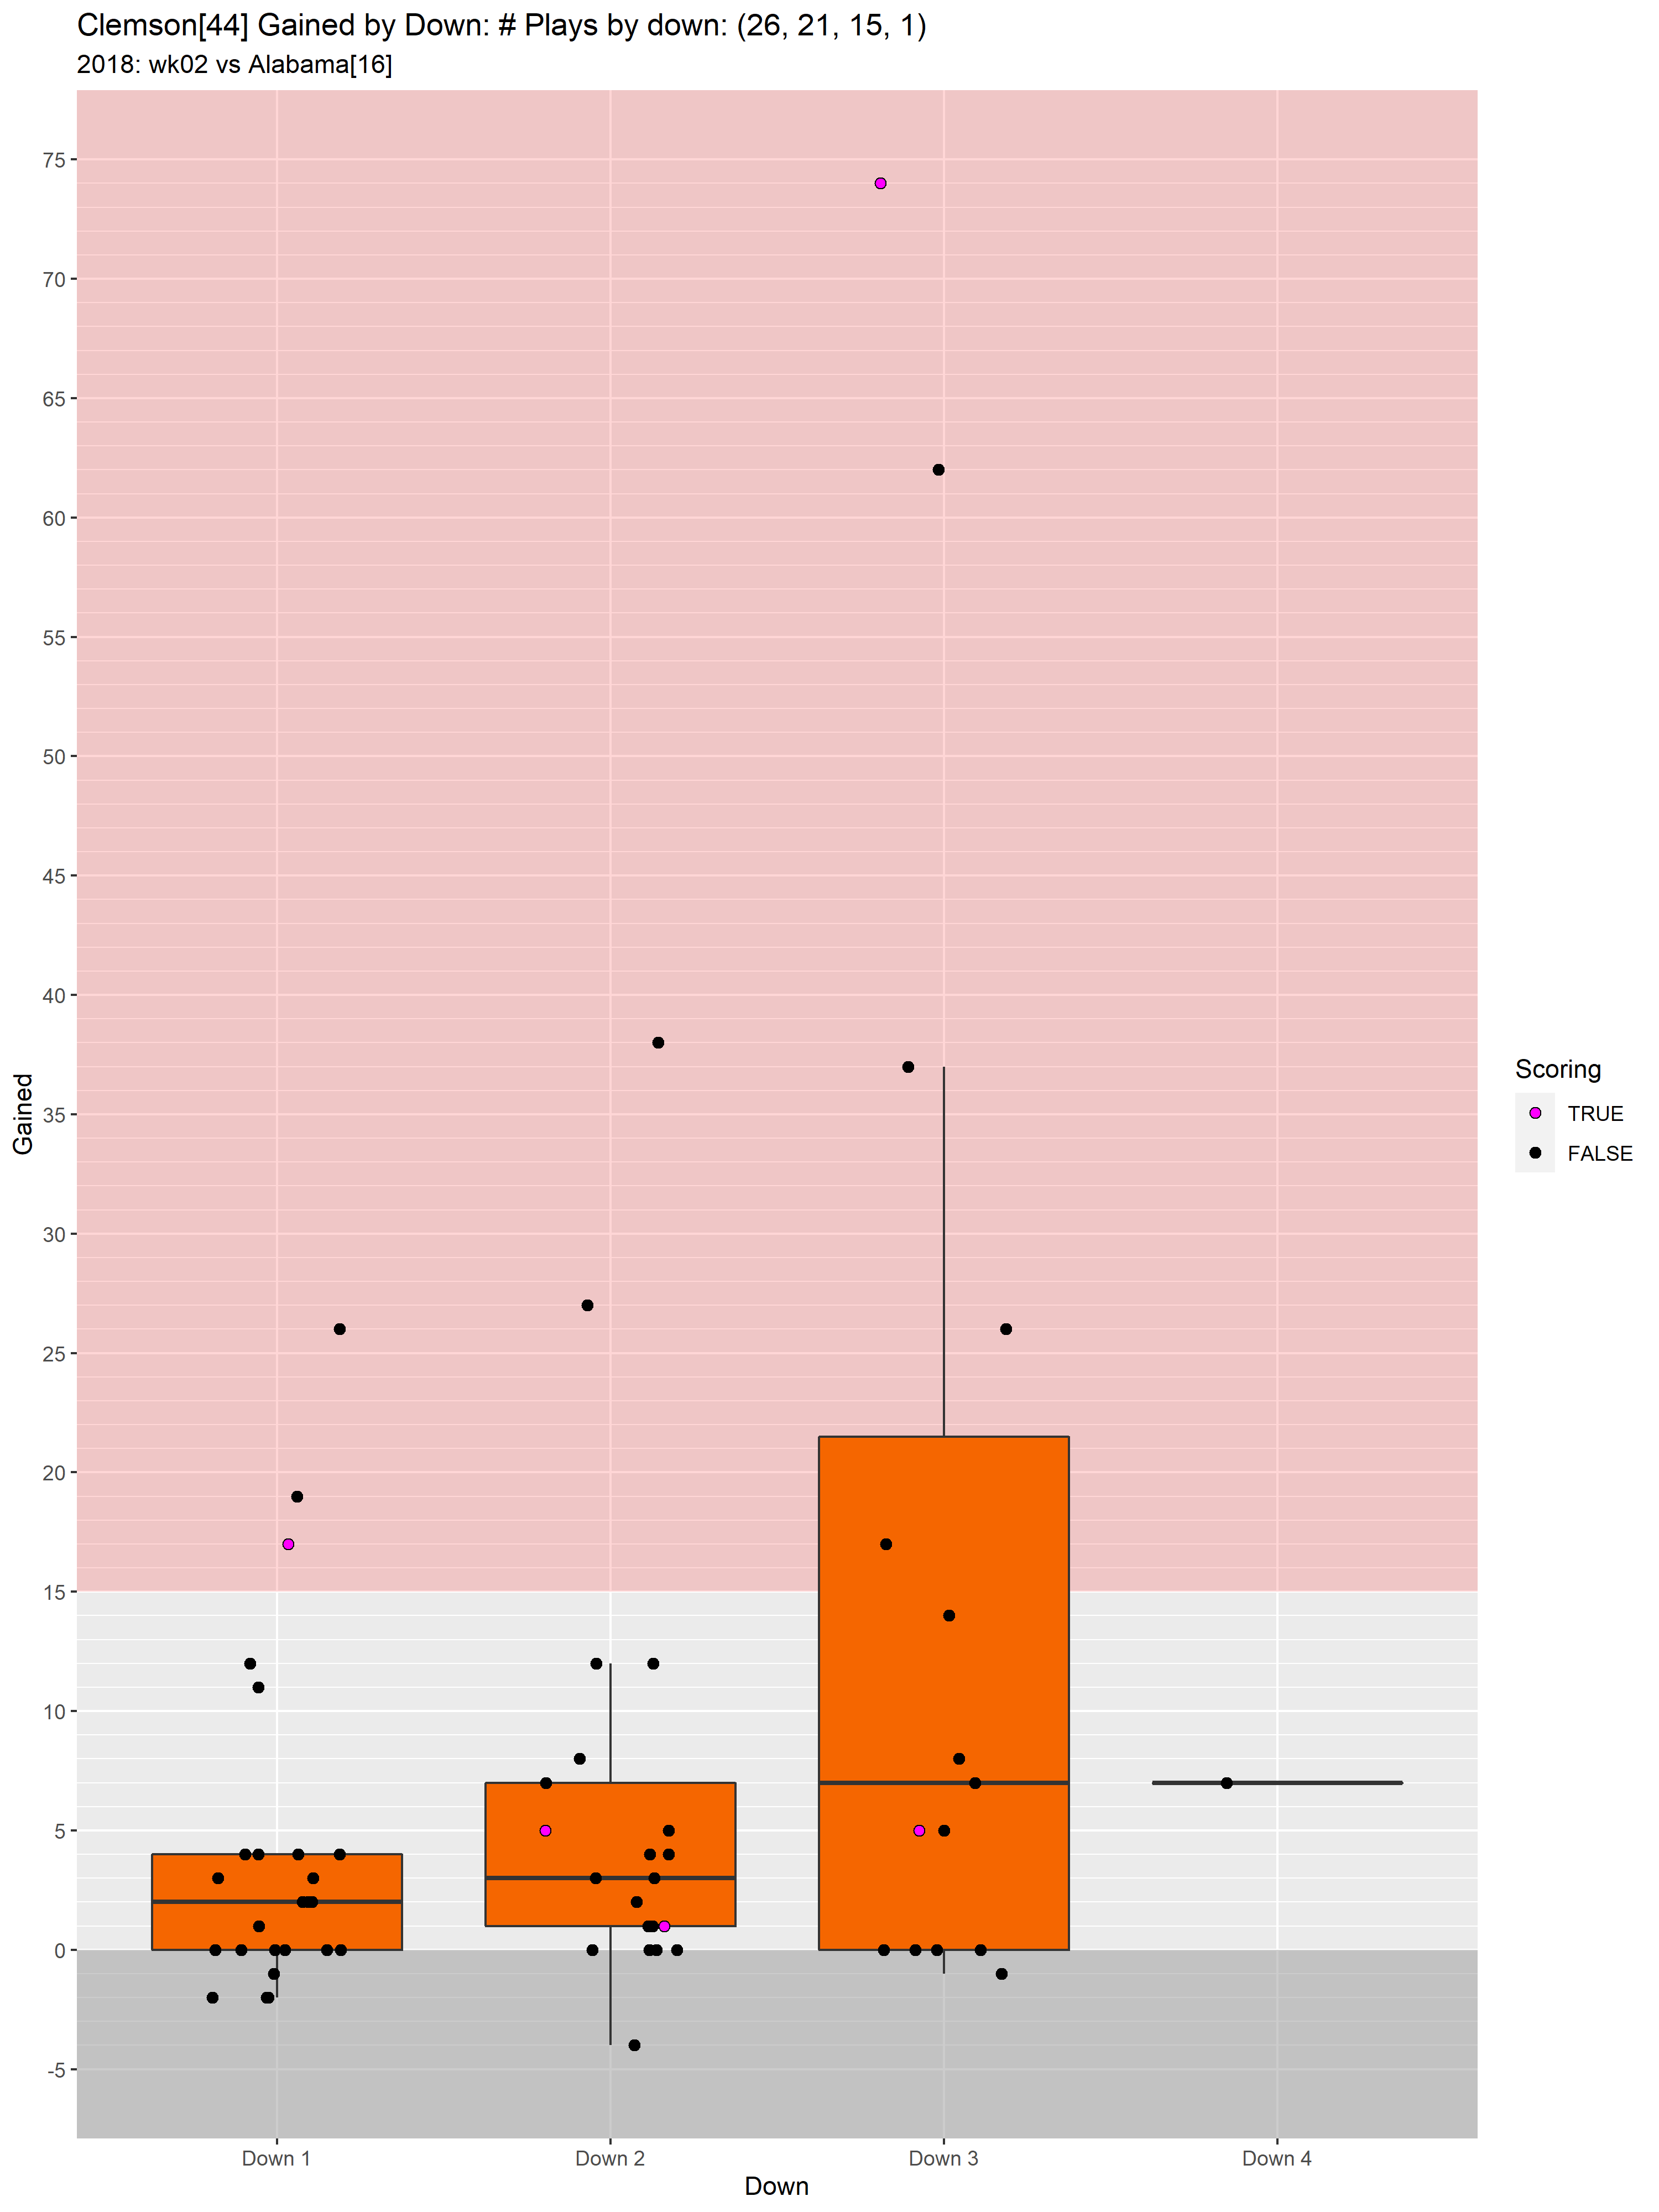 Clemson[44] Gained by Down: # Plays by down: (26, 21, 15, 1)
2018: wk02 vs Alabama[16]
75
70
65
60
55
50
45
40
35
30
25
20
15
10
5
0
-5
Gained
Down 1
Down 2
Down 3
Down 4
Down
Scoring
TRUE
FALSE